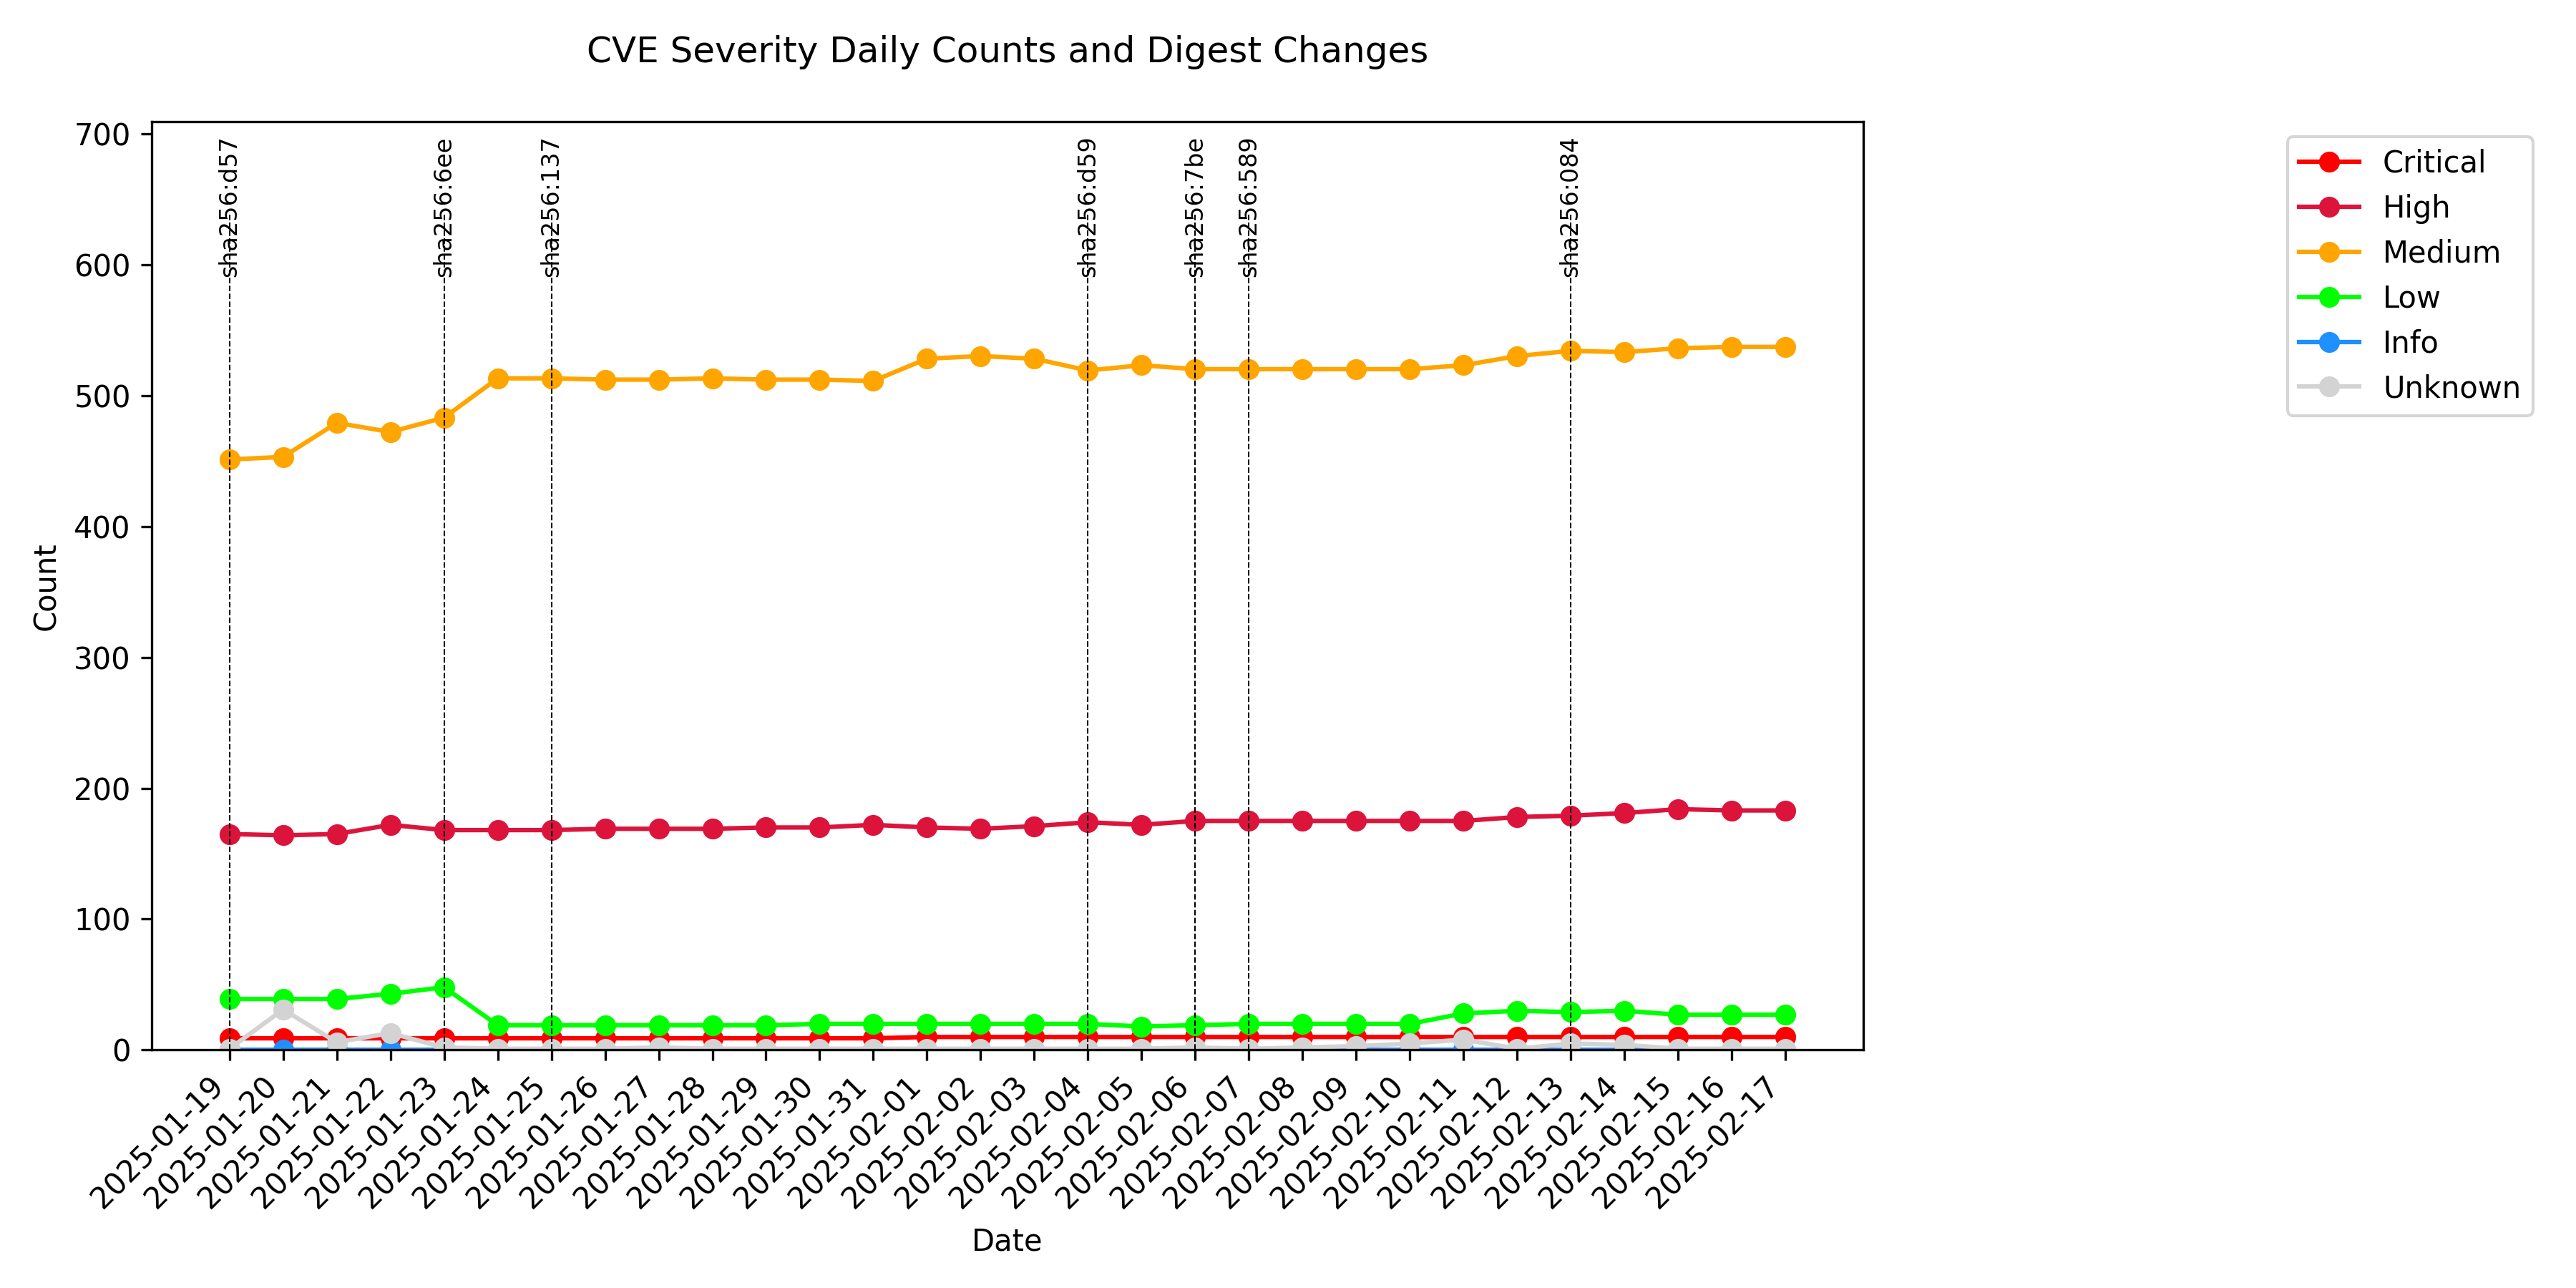 CVE Severity Daily Counts and Digest Changes
700
600
500
400
300
200
100
0
Count
sha256:d57
sha256:6ee
sha256:137
sha256:d59
sha256:7be
sha256:589
sha256:084
Critical
High
Medium
Low
Info
Unknown
2025-01-19
2025-01-20
2025-01-21
2025-01-22
2025-01-23
2025-01-24
2025-01-25
2025-01-26
2025-01-27
2025-01-28
2025-01-29
2025-01-30
2025-01-31
2025-02-01
2025-02-02
2025-02-03
2025-02-04
2025-02-05
2025-02-06
2025-02-07
2025-02-08
2025-02-09
2025-02-10
2025-02-11
2025-02-12
2025-02-13
2025-02-14
2025-02-15
2025-02-16
2025-02-17
Date